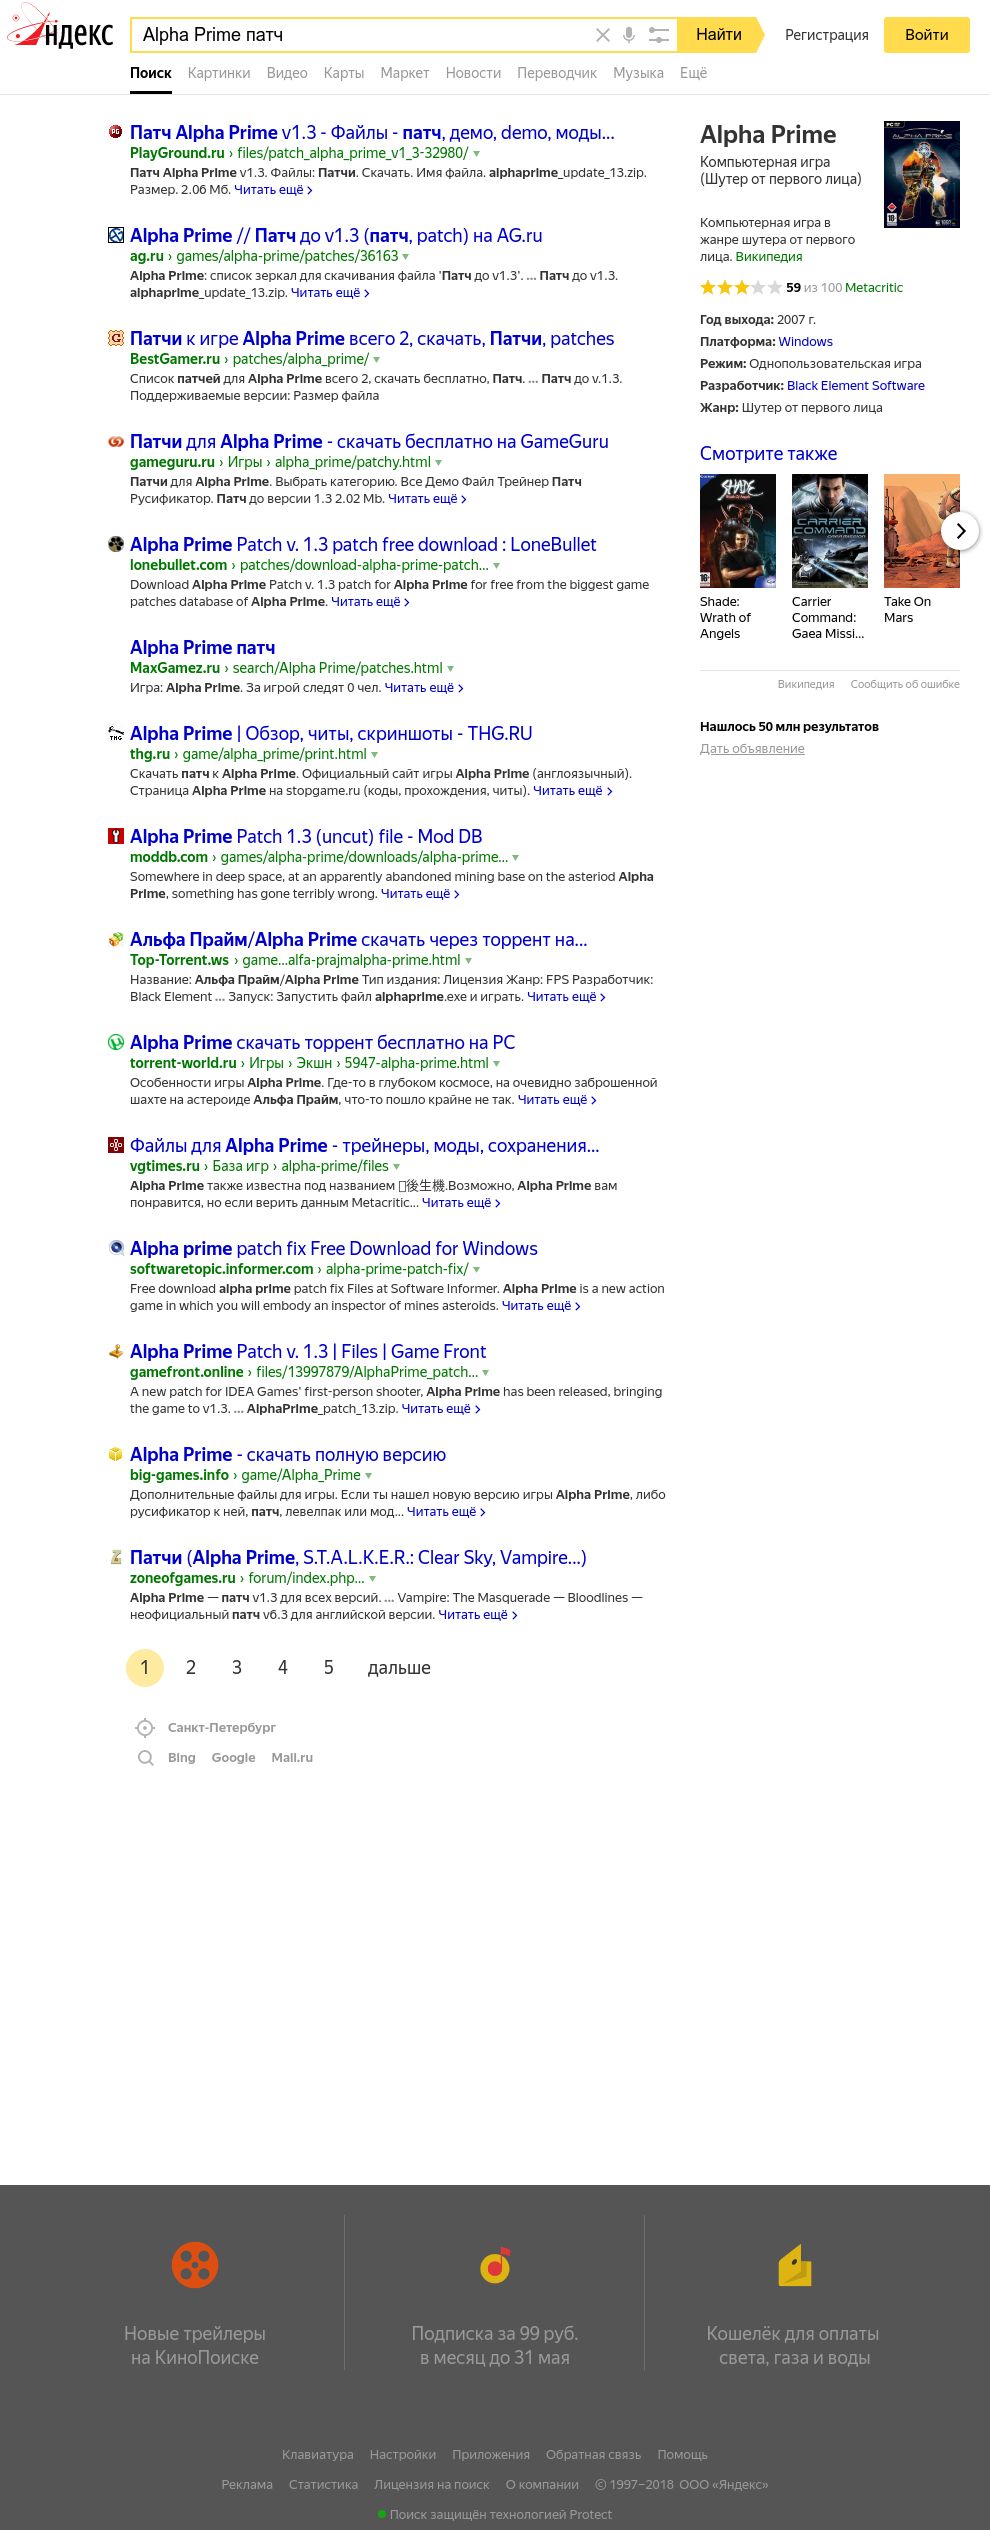 Яндекс
Alpha Prime патч
Найти
Регистрация
Войти
Поиск Картинки Видео Карты Маркет Новости Переводчик Музыка Ещё
Патч Alpha Prime v1.3 - Файлы - патч, демо, demo, моды...
PlayGround.ru › files/patch_alpha_prime_v1_3-32980/
Патч Alpha Prime v1.3. Файлы: Патчи. Скачать. Имя файла. alphaprime_update_13.zip.
Размер. 2.06 Мб. Читать ещё
Alpha Prime // Патч до v1.3 (патч, patch) на AG.ru
ag.ru › games/alpha-prime/patches/36163
Alpha Prime: список зеркал для скачивания файла 'Патч до v1.3'. ... Патч до v1.3.
alphaprime_update_13.zip. Читать ещё
Патчи к игре Alpha Prime всего 2, скачать, Патчи, patches
BestGamer.ru › patches/alpha_prime/
Список патчей для Alpha Prime всего 2, скачать бесплатно, Патч. ... Патч до v.1.3.
Поддерживаемые версии: Размер файла
Патчи для Alpha Prime - скачать бесплатно на GameGuru
gameguru.ru › Игры › alpha_prime/patchy.html
Патчи для Alpha Prime. Выбрать категорию. Все Демо Файл Трейнер Патч
Русификатор. Патч до версии 1.3 2.02 Mb. Читать ещё
Alpha Prime Patch v. 1.3 patch free download : LoneBullet
lonebullet.com › patches/download-alpha-prime-patch...
Download Alpha Prime Patch v. 1.3 patch for Alpha Prime for free from the biggest game
patches database of Alpha Prime. Читать ещё
Alpha Prime патч
MaxGamez.ru › search/Alpha Prime/patches.html
Игра: Alpha Prime. За игрой следят 0 чел. Читать ещё
Alpha Prime | Обзор, читы, скриншоты - THG.RU
thg.ru › game/alpha_prime/print.html
Скачать патч к Alpha Prime. Официальный сайт игры Alpha Prime (англоязычный).
Страница Alpha Prime на stopgame.ru (коды, прохождения, читы). Читать ещё
Alpha Prime Patch 1.3 (uncut) file - Mod DB
moddb.com › games/alpha-prime/downloads/alpha-prime...
Somewhere in deep space, at an apparently abandoned mining base on the asteriod Alpha
Prime, something has gone terribly wrong. Читать ещё
Альфа Прайм/Alpha Prime скачать через торрент на...
Top-Torrent.ws › game...alfa-prajmalpha-prime.html
Название: Альфа Прайм/Alpha Prime Тип издания: Лицензия Жанр: FPS Разработчик:
Black Element ... Запуск: Запустить файл alphaprime.exe и играть. Читать ещё
Alpha Prime скачать торрент бесплатно на PC
torrent-world.ru › Игры › Экшн › 5947-alpha-prime.html
Особенности игры Alpha Prime. Где-то в глубоком космосе, на очевидно заброшенной
шахте на астероиде Альфа Прайм, что-то пошло крайне не так. Читать ещё
Файлы для Alpha Prime - трейнеры, моды, сохранения...
vgtimes.ru › База игр › alpha-prime/files
Alpha Prime также известна под названием 後生機.Возможно, Alpha Prime вам
понравится, но если верить данным Metacritic... Читать ещё
Alpha prime patch fix Free Download for Windows
softwaretopic.informer.com › alpha-prime-patch-fix/
Free download alpha prime patch fix Files at Software Informer. Alpha Prime is a new action
game in which you will embody an inspector of mines asteroids. Читать ещё
Alpha Prime Patch v. 1.3 | Files | Game Front
gamefront.online › files/13997879/AlphaPrime_patch...
A new patch for IDEA Games' first-person shooter, Alpha Prime has been released, bringing
the game to v1.3. ... AlphaPrime_patch_13.zip. Читать ещё
Alpha Prime - скачать полную версию
big-games.info › game/Alpha_Prime
Дополнительные файлы для игры. Если ты нашел новую версию игры Alpha Prime, либо
русификатор к ней, патч, левелпак или мод... Читать ещё
Патчи (Alpha Prime, S.T.A.L.K.E.R.: Clear Sky, Vampire...)
zoneofgames.ru › forum/index.php...
Alpha Prime — патч v1.3 для всех версий. ... Vampire: The Masquerade — Bloodlines —
неофициальный патч v6.3 для английской версии. Читать ещё
1 2 3 4 5 дальше
Санкт-Петербург
Bing Google Mail.ru
Alpha Prime
Компьютерная игра
(Шутер от первого лица)
Компьютерная игра в
жанре шутера от первого
лица. Википедия
59 из 100 Metacritic
Год выхода: 2007 г.
Платформа: Windows
Режим: Однопользовательская игра
Разработчик: Black Element Software
Жанр: Шутер от первого лица
Смотрите также
SHADE
CARRIER
COMMAND
Shade:
Wrath of
Angels
Carrier
Command:
Gaea Missi...
Take On
Mars
Википедия Сообщить об ошибке
Нашлось 50 млн результатов
Дать объявление
Новые трейлеры
на КиноПоиске
Подписка за 99 руб.
в месяц до 31 мая
Кошелёк для оплаты
света, газа и воды
Клавиатура Настройки Приложения Обратная связь Помощь
Реклама Статистика Лицензия на поиск О компании © 1997–2018 ООО «Яндекс»
Поиск защищён технологией Protect